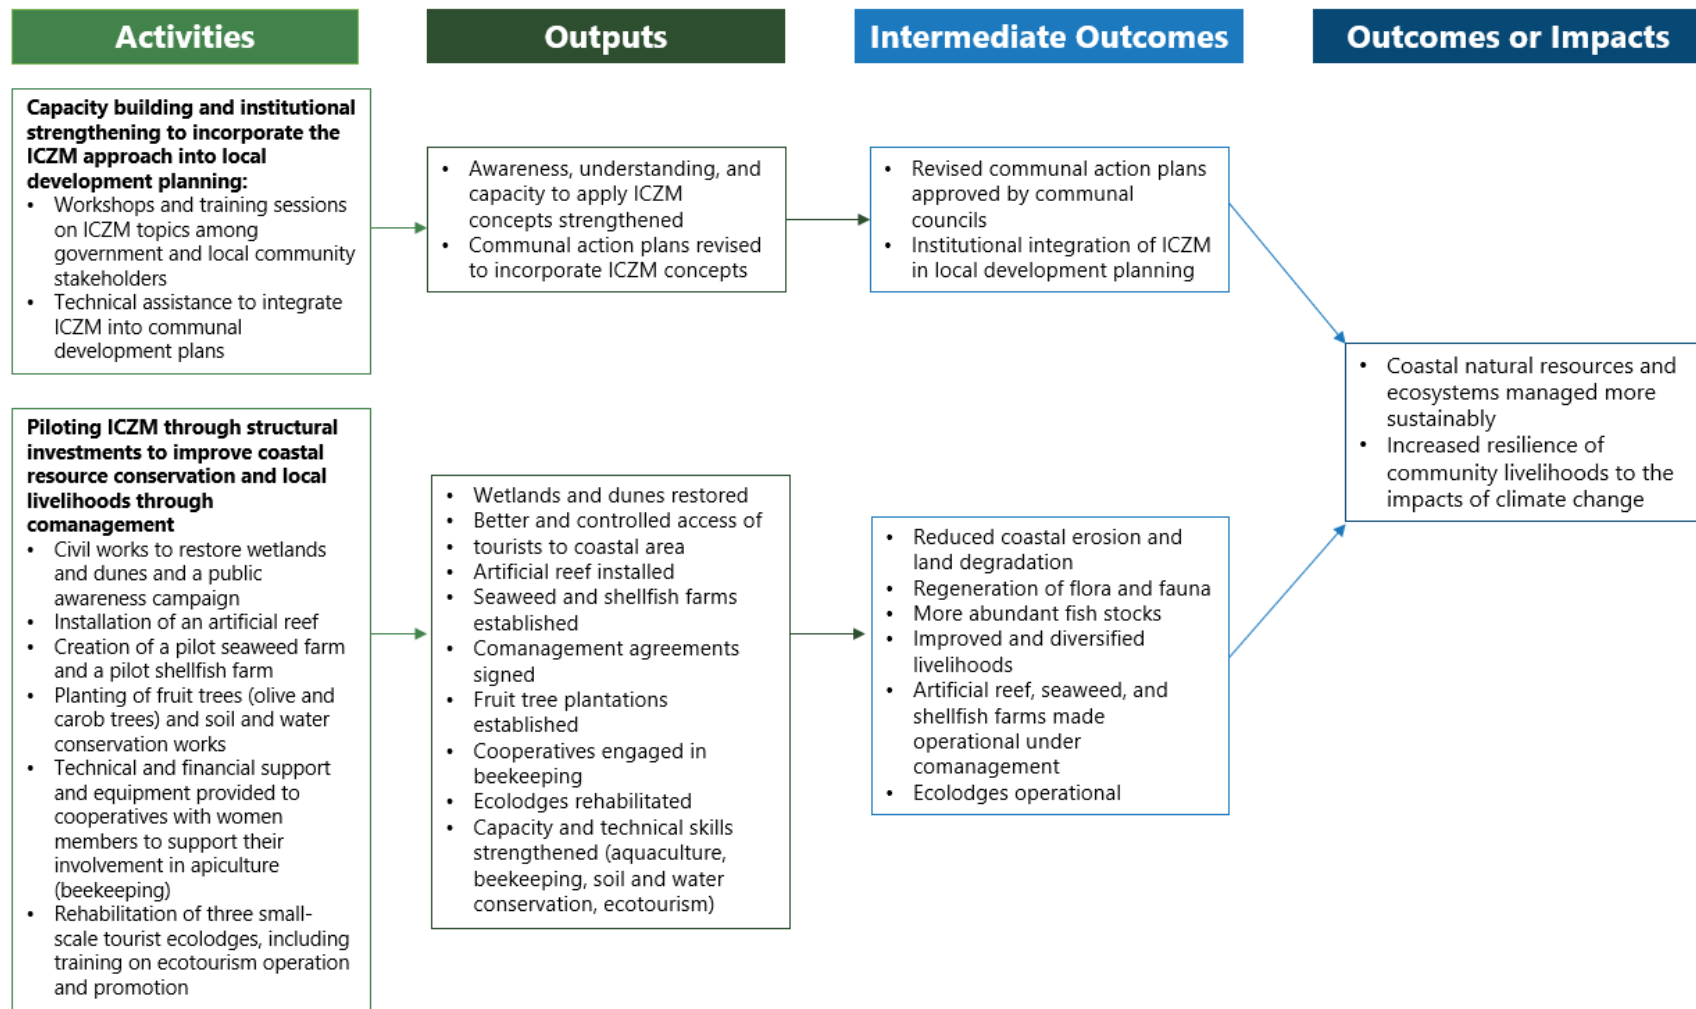 Activities
Outputs
Intermediate Outcomes
Outcomes or Impacts
Capacity building and institutional
strengthening to incorporate the
ICZM approach into local
development planning:
• Workshops and training sessions
on ICZM topics among
government and local community
stakeholders
• Technical assistance to integrate
ICZM into communal
development plans
• Awareness, understanding, and
capacity to apply ICZM
concepts strengthened
• Communal action plans revised
to incorporate ICZM concepts
• Revised communal action plans
approved by communal
councils
• Institutional integration of ICZM
in local development planning
Piloting ICZM through structural
investments to improve coastal
resource conservation and local
livelihoods through
comanagement
• Civil works to restore wetlands
and dunes and a public
awareness campaign
• Installation of an artificial reef
• Creation of a pilot seaweed farm
and a pilot shellfish farm
• Planting of fruit trees (olive and
carob trees) and soil and water
conservation works
• Technical and financial support
and equipment provided to
cooperatives with women
members to support their
involvement in apiculture
(beekeeping)
• Rehabilitation of three small-
scale tourist ecolodges, including
training on ecotourism operation
and promotion
• Wetlands and dunes restored
• Better and controlled access of
• tourists to coastal area
• Artificial reef installed
• Seaweed and shellfish farms
established
• Comanagement agreements
signed
• Fruit tree plantations
established
• Cooperatives engaged in
beekeeping
• Ecolodges rehabilitated
• Capacity and technical skills
strengthened (aquaculture,
beekeeping, soil and water
conservation, ecotourism)
• Reduced coastal erosion and
land degradation
• Regeneration of flora and fauna
• More abundant fish stocks
• Improved and diversified
livelihoods
• Artificial reef, seaweed, and
shellfish farms made
operational under
comanagement
• Ecolodges operational
• Coastal natural resources and
ecosystems managed more
sustainably
• Increased resilience of
community livelihoods to the
impacts of climate change